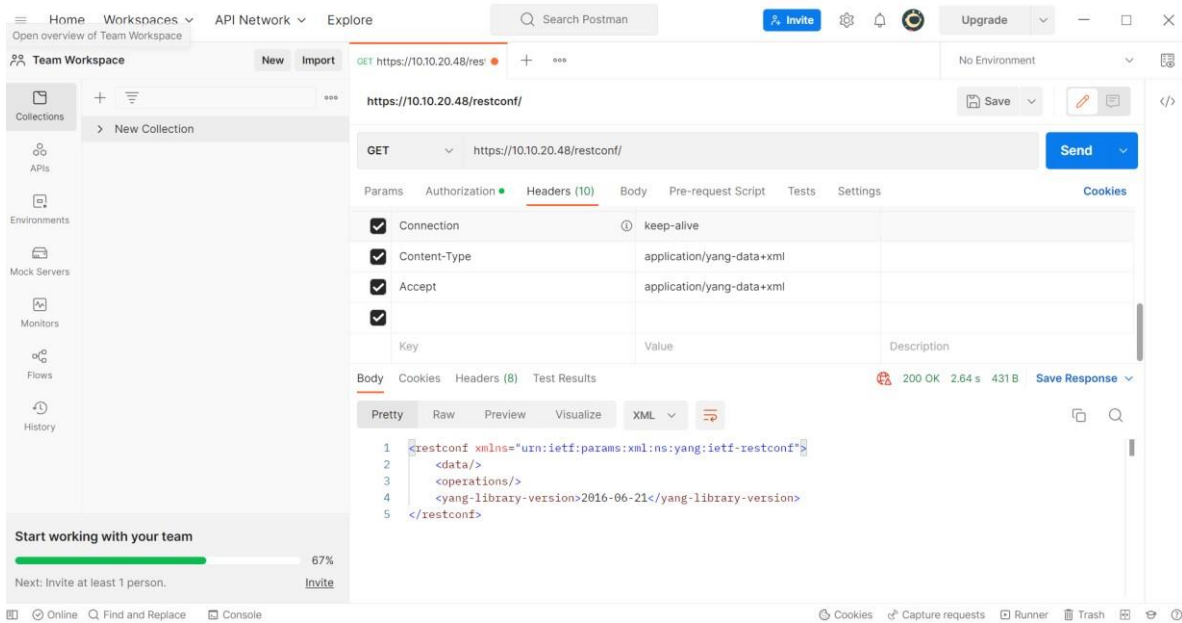 Home Workspaces API Network Explore Search Postman Invite Upgrade
Open overview of Team Workspace
Team Workspace New Import GET https://10.10.20.48/res No Environment
Collections
APIs
Environments
Mock Servers
Monitors
Flows
History
New Collection
https://10.10.20.48/restconf/ Save
GET https://10.10.20.48/restconf/ Send
Params Authorization Headers (10) Body Pre-request Script Tests Settings Cookies
Connection keep-alive
Content-Type application/yang-data+xml
Accept application/yang-data+xml
Key Value Description
Body Cookies Headers (8) Test Results 200 OK 2.64 s 431 B Save Response
Pretty Raw Preview Visualize XML
1 <restconf xmlns="urn:ietf:params:xml:ns:yang:ietf-restconf">
2 <data/>
3 <operations/>
4 <yang-library-version>2016-06-21</yang-library-version>
5 </restconf>
Start working with your team
67%
Next: Invite at least 1 person. Invite
Online Find and Replace Console Cookies Capture requests Runner Trash